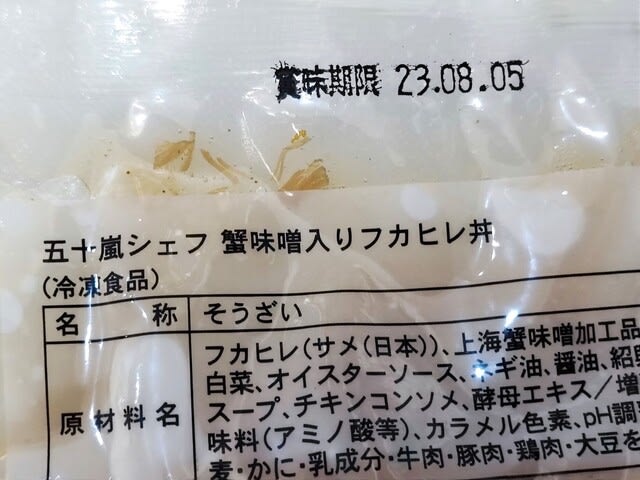 賞味期限 23.08.05
五十嵐シェフ 蟹味噌入りフカヒレ丼
(冷凍食品)
名 称 そうざい
原材料名 フカヒレ(サメ(日本))、上海蟹味噌加工品
白菜、オイスターソース、ネギ油、醤油、紹
スープ、チキンコンソメ、酵母エキス/増
味料(アミノ酸等)、カラメル色素、pH調
麦・かに・乳成分・牛肉・豚肉・鶏肉・大豆を